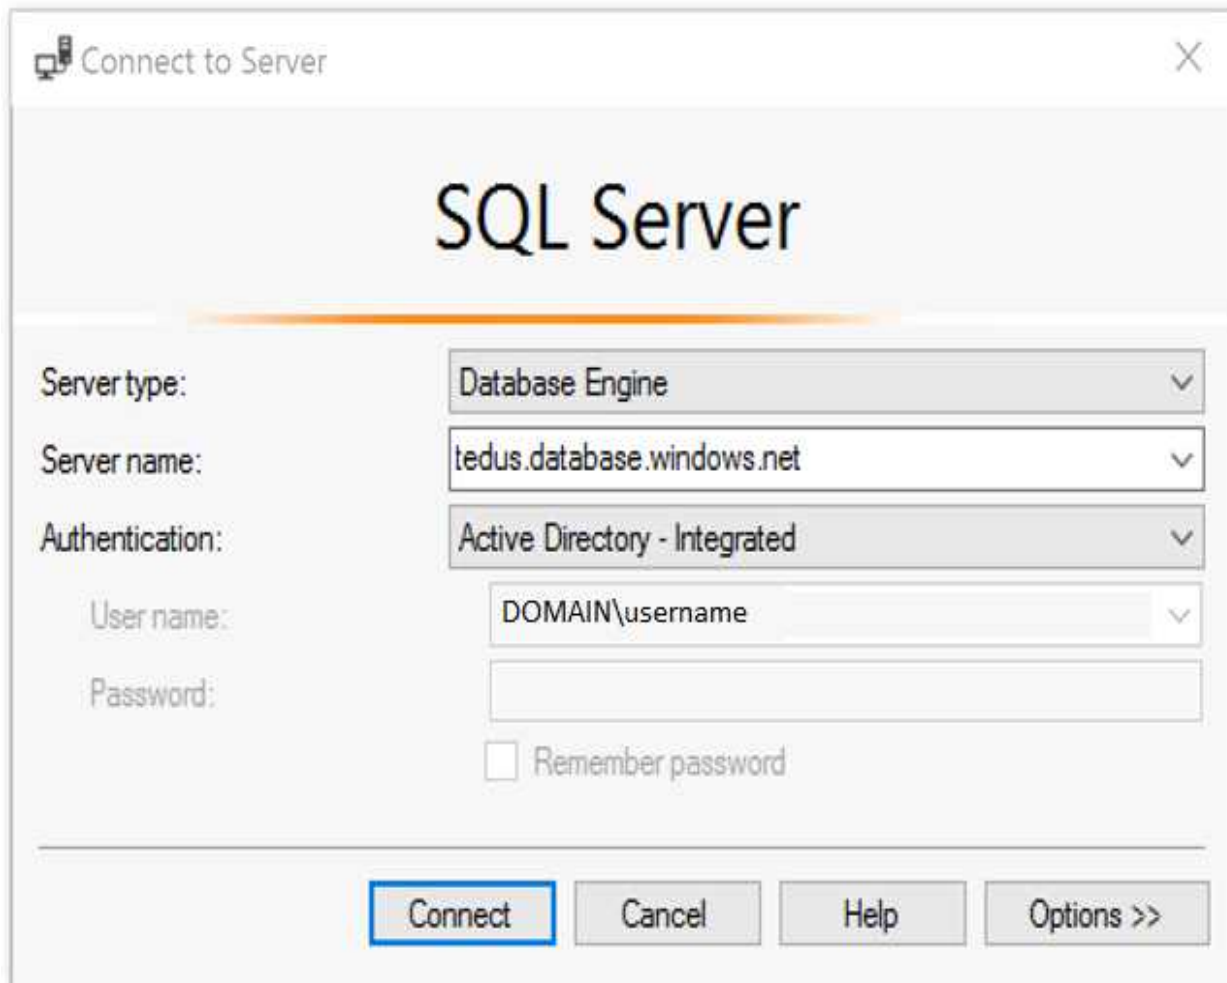 Connect to Server
SQL Server
Server type: Database Engine
Server name: tedus.database.windows.net
Authentication: Active Directory - Integrated
User name: DOMAIN\username
Password:
Remember password
Connect Cancel Help Options >>